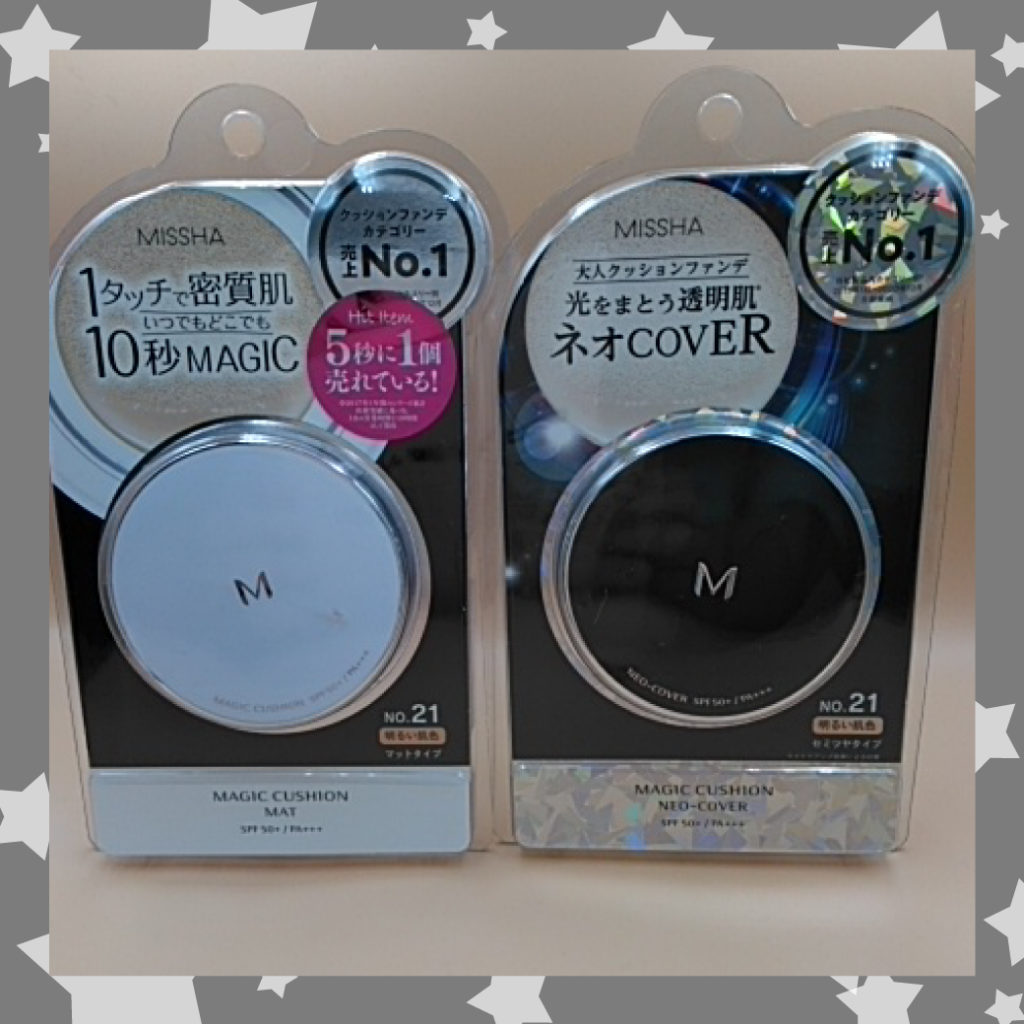 MISSHA
1タッチで密質肌
いつでもどこでも
10秒MAGIC
クッションファンデ
カテゴリー
売上No.1
Hot Item
5秒に1個
売れている!
M
MAGIC CUSHION SPF50+/PA+++
NO.21
明るい肌色
マットタイプ
MAGIC CUSHION
MAT
SPF 50+ / PA+++
MISSHA
大人クッションファンデ
光をまとう透明肌*
ネオCOVER
クッションファンデ
カテゴリー
売上No.1
M
NEO-COVER SPF50+/PA+++
NO.21
明るい肌色
セミツヤタイプ
MAGIC CUSHION
NEO-COVER
SPF 50+ / PA+++